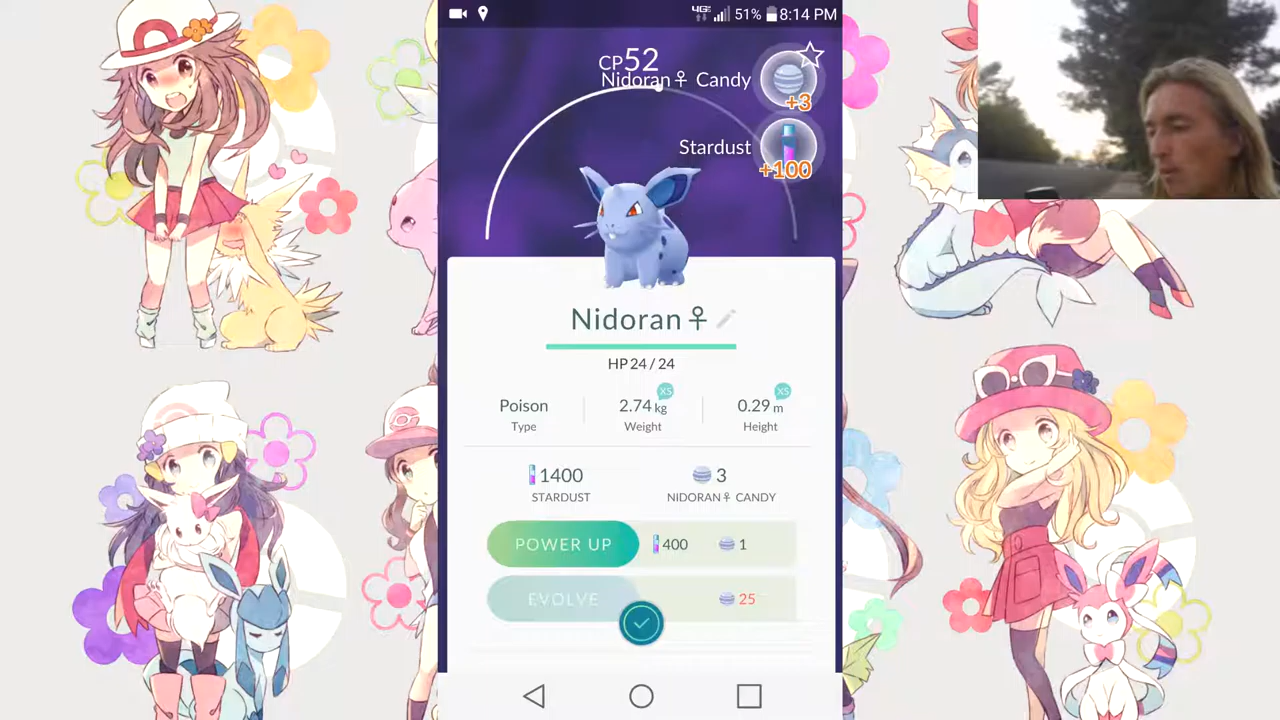 4G LTE 51% 8:14 PM
CP52
Nidoran♀ Candy
+3
Stardust
+100
Nidoran♀
HP 24 / 24
XS XS
Poison 2.74 kg 0.29 m
Type Weight Height
1400 3
STARDUST NIDORAN♀ CANDY
POWER UP 400 1
EVOLVE 25